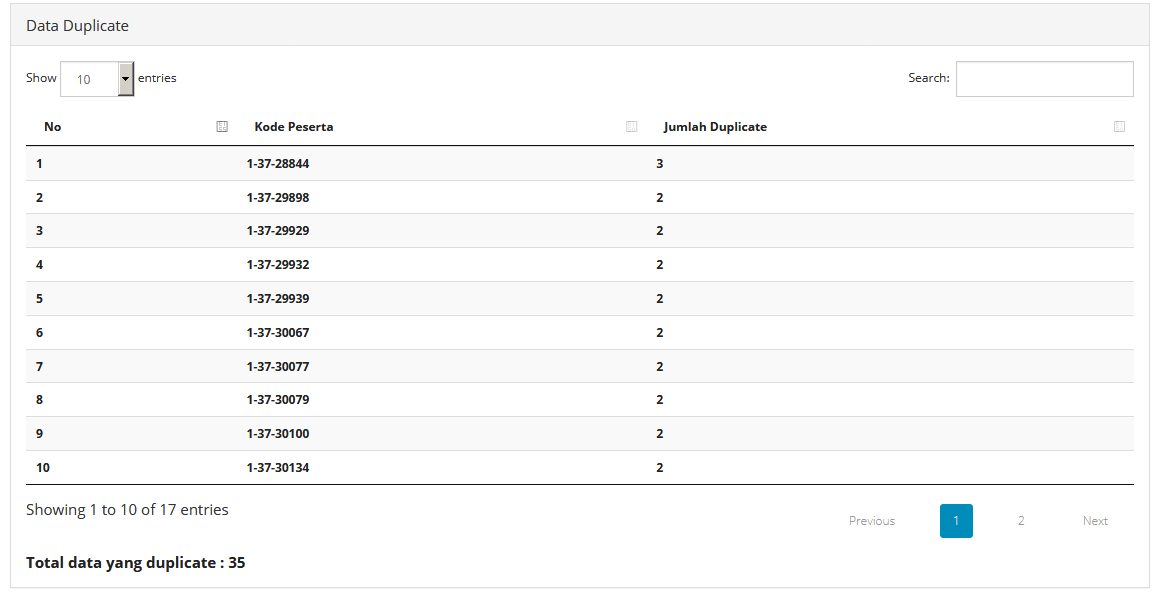 Data Duplicate
Show 10 entries Search:
No Kode Peserta Jumlah Duplicate
1 1-37-28844 3
2 1-37-29898 2
3 1-37-29929 2
4 1-37-29932 2
5 1-37-29939 2
6 1-37-30067 2
7 1-37-30077 2
8 1-37-30079 2
9 1-37-30100 2
10 1-37-30134 2
Showing 1 to 10 of 17 entries
Previous 1 2 Next
Total data yang duplicate : 35